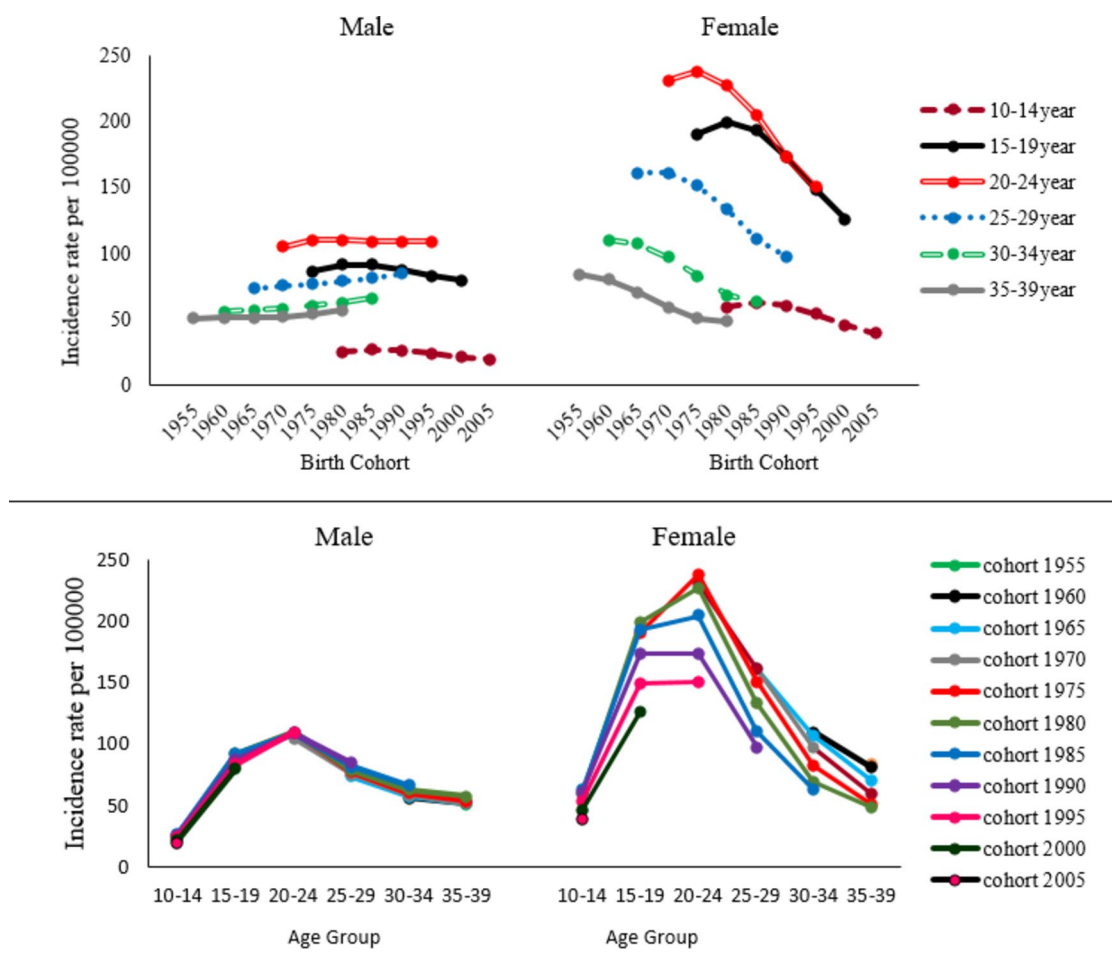 Male
Female
250
200
150
100
50
0
Incidence rate per 100000
1955
1960
1965
1970
1975
1980
1985
1990
1995
2000
2005
1955
1960
1965
1970
1975
1980
1985
1990
1995
2000
2005
Birth Cohort
Birth Cohort
10-14year
15-19year
20-24year
25-29year
30-34year
35-39year
Male
Female
250
200
150
100
50
0
Incidence rate per 100000
10-14 15-19 20-24 25-29 30-34 35-39
10-14 15-19 20-24 25-29 30-34 35-39
Age Group
Age Group
cohort 1955
cohort 1960
cohort 1965
cohort 1970
cohort 1975
cohort 1980
cohort 1985
cohort 1990
cohort 1995
cohort 2000
cohort 2005